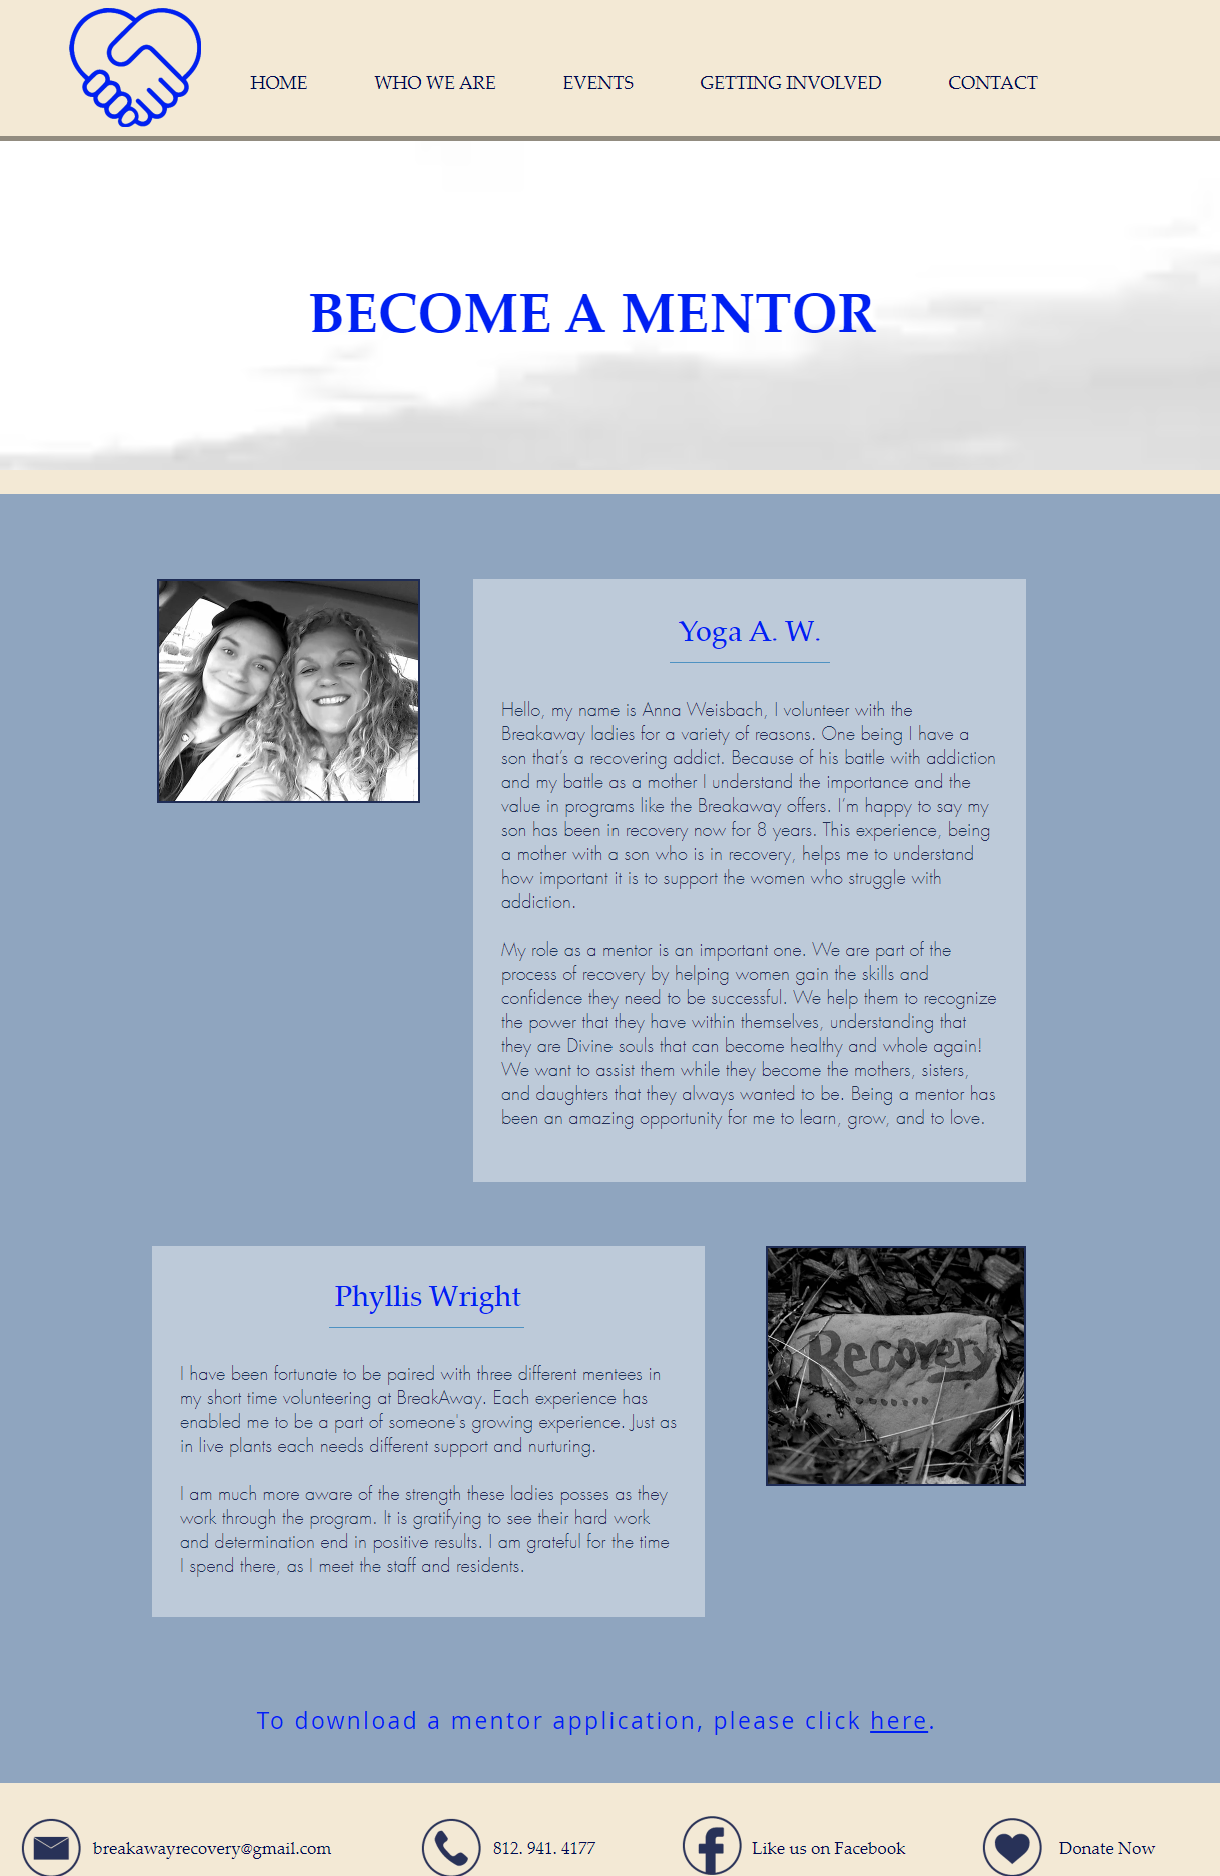 HOME WHO WE ARE EVENTS GETTING INVOLVED CONTACT
BECOME A MENTOR
Yoga A. W.
Hello, my name is Anna Weisbach, I volunteer with the
Breakaway ladies for a variety of reasons. One being I have a
son that's a recovering addict. Because of his battle with addiction
and my battle as a mother I understand the importance and the
value in programs like the Breakaway offers. I'm happy to say my
son has been in recovery now for 8 years. This experience, being
a mother with a son who is in recovery, helps me to understand
how important it is to support the women who struggle with
addiction.
My role as a mentor is an important one. We are part of the
process of recovery by helping women gain the skills and
confidence they need to be successful. We help them to recognize
the power that they have within themselves, understanding that
they are Divine souls that can become healthy and whole again!
We want to assist them while they become the mothers, sisters,
and daughters that they always wanted to be. Being a mentor has
been an amazing opportunity for me to learn, grow, and to love.
Phyllis Wright
I have been fortunate to be paired with three different mentees in
my short time volunteering at BreakAway. Each experience has
enabled me to be a part of someone's growing experience. Just as
in live plants each needs different support and nurturing.
I am much more aware of the strength these ladies posses as they
work through the program. It is gratifying to see their hard work
and determination end in positive results. I am grateful for the time
I spend there, as I meet the staff and residents.
Recovery
To download a mentor application, please click here.
breakawayrecovery@gmail.com 812. 941. 4177 Like us on Facebook Donate Now